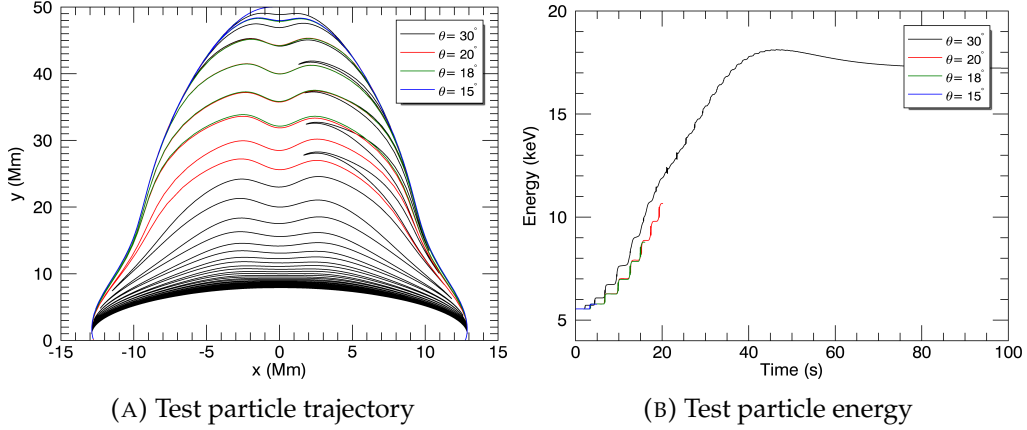 50
40
30
20
10
0
y (Mm)
-15 -10 -5 0 5 10 15
x (Mm)
θ= 30°
θ= 20°
θ= 18°
θ= 15°
(A) Test particle trajectory
20
15
10
5
Energy (keV)
0 20 40 60 80 100
Time (s)
θ= 30°
θ= 20°
θ= 18°
θ= 15°
(B) Test particle energy